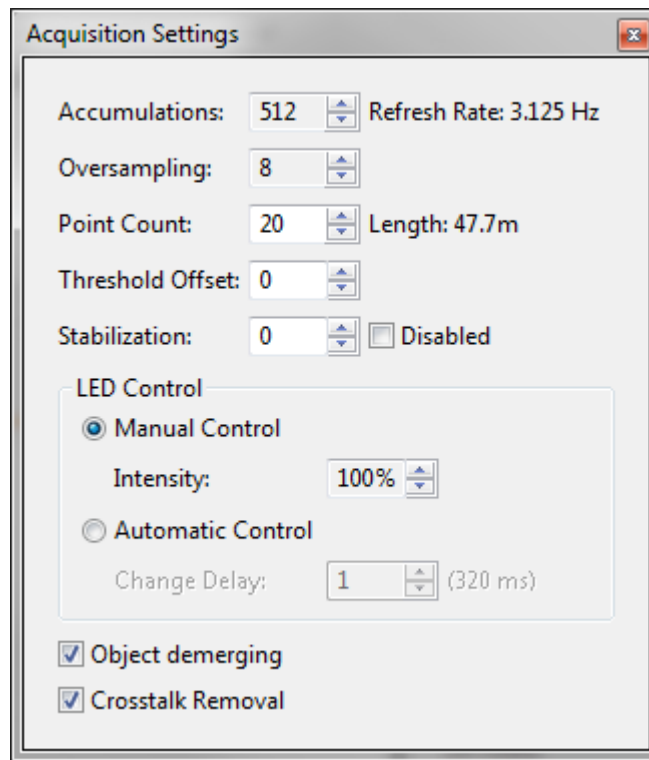 Acquisition Settings
Accumulations: 512 Refresh Rate: 3.125 Hz
Oversampling: 8
Point Count: 20 Length: 47.7m
Threshold Offset: 0
Stabilization: 0 Disabled
LED Control
Manual Control
Intensity: 100%
Automatic Control
Change Delay: 1 (320 ms)
Object demerging
Crosstalk Removal